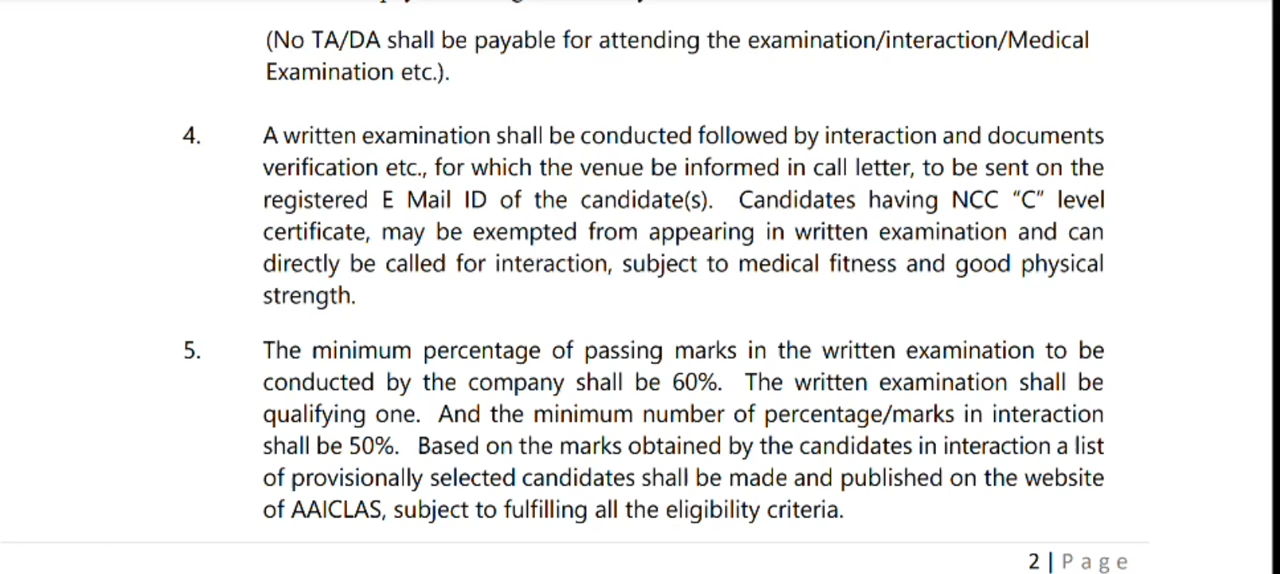 (No TA/DA shall be payable for attending the examination/interaction/Medical
Examination etc.).
4. A written examination shall be conducted followed by interaction and documents
verification etc., for which the venue be informed in call letter, to be sent on the
registered E Mail ID of the candidate(s). Candidates having NCC “C” level
certificate, may be exempted from appearing in written examination and can
directly be called for interaction, subject to medical fitness and good physical
strength.
5. The minimum percentage of passing marks in the written examination to be
conducted by the company shall be 60%. The written examination shall be
qualifying one. And the minimum number of percentage/marks in interaction
shall be 50%. Based on the marks obtained by the candidates in interaction a list
of provisionally selected candidates shall be made and published on the website
of AAICLAS, subject to fulfilling all the eligibility criteria.
2 | Page